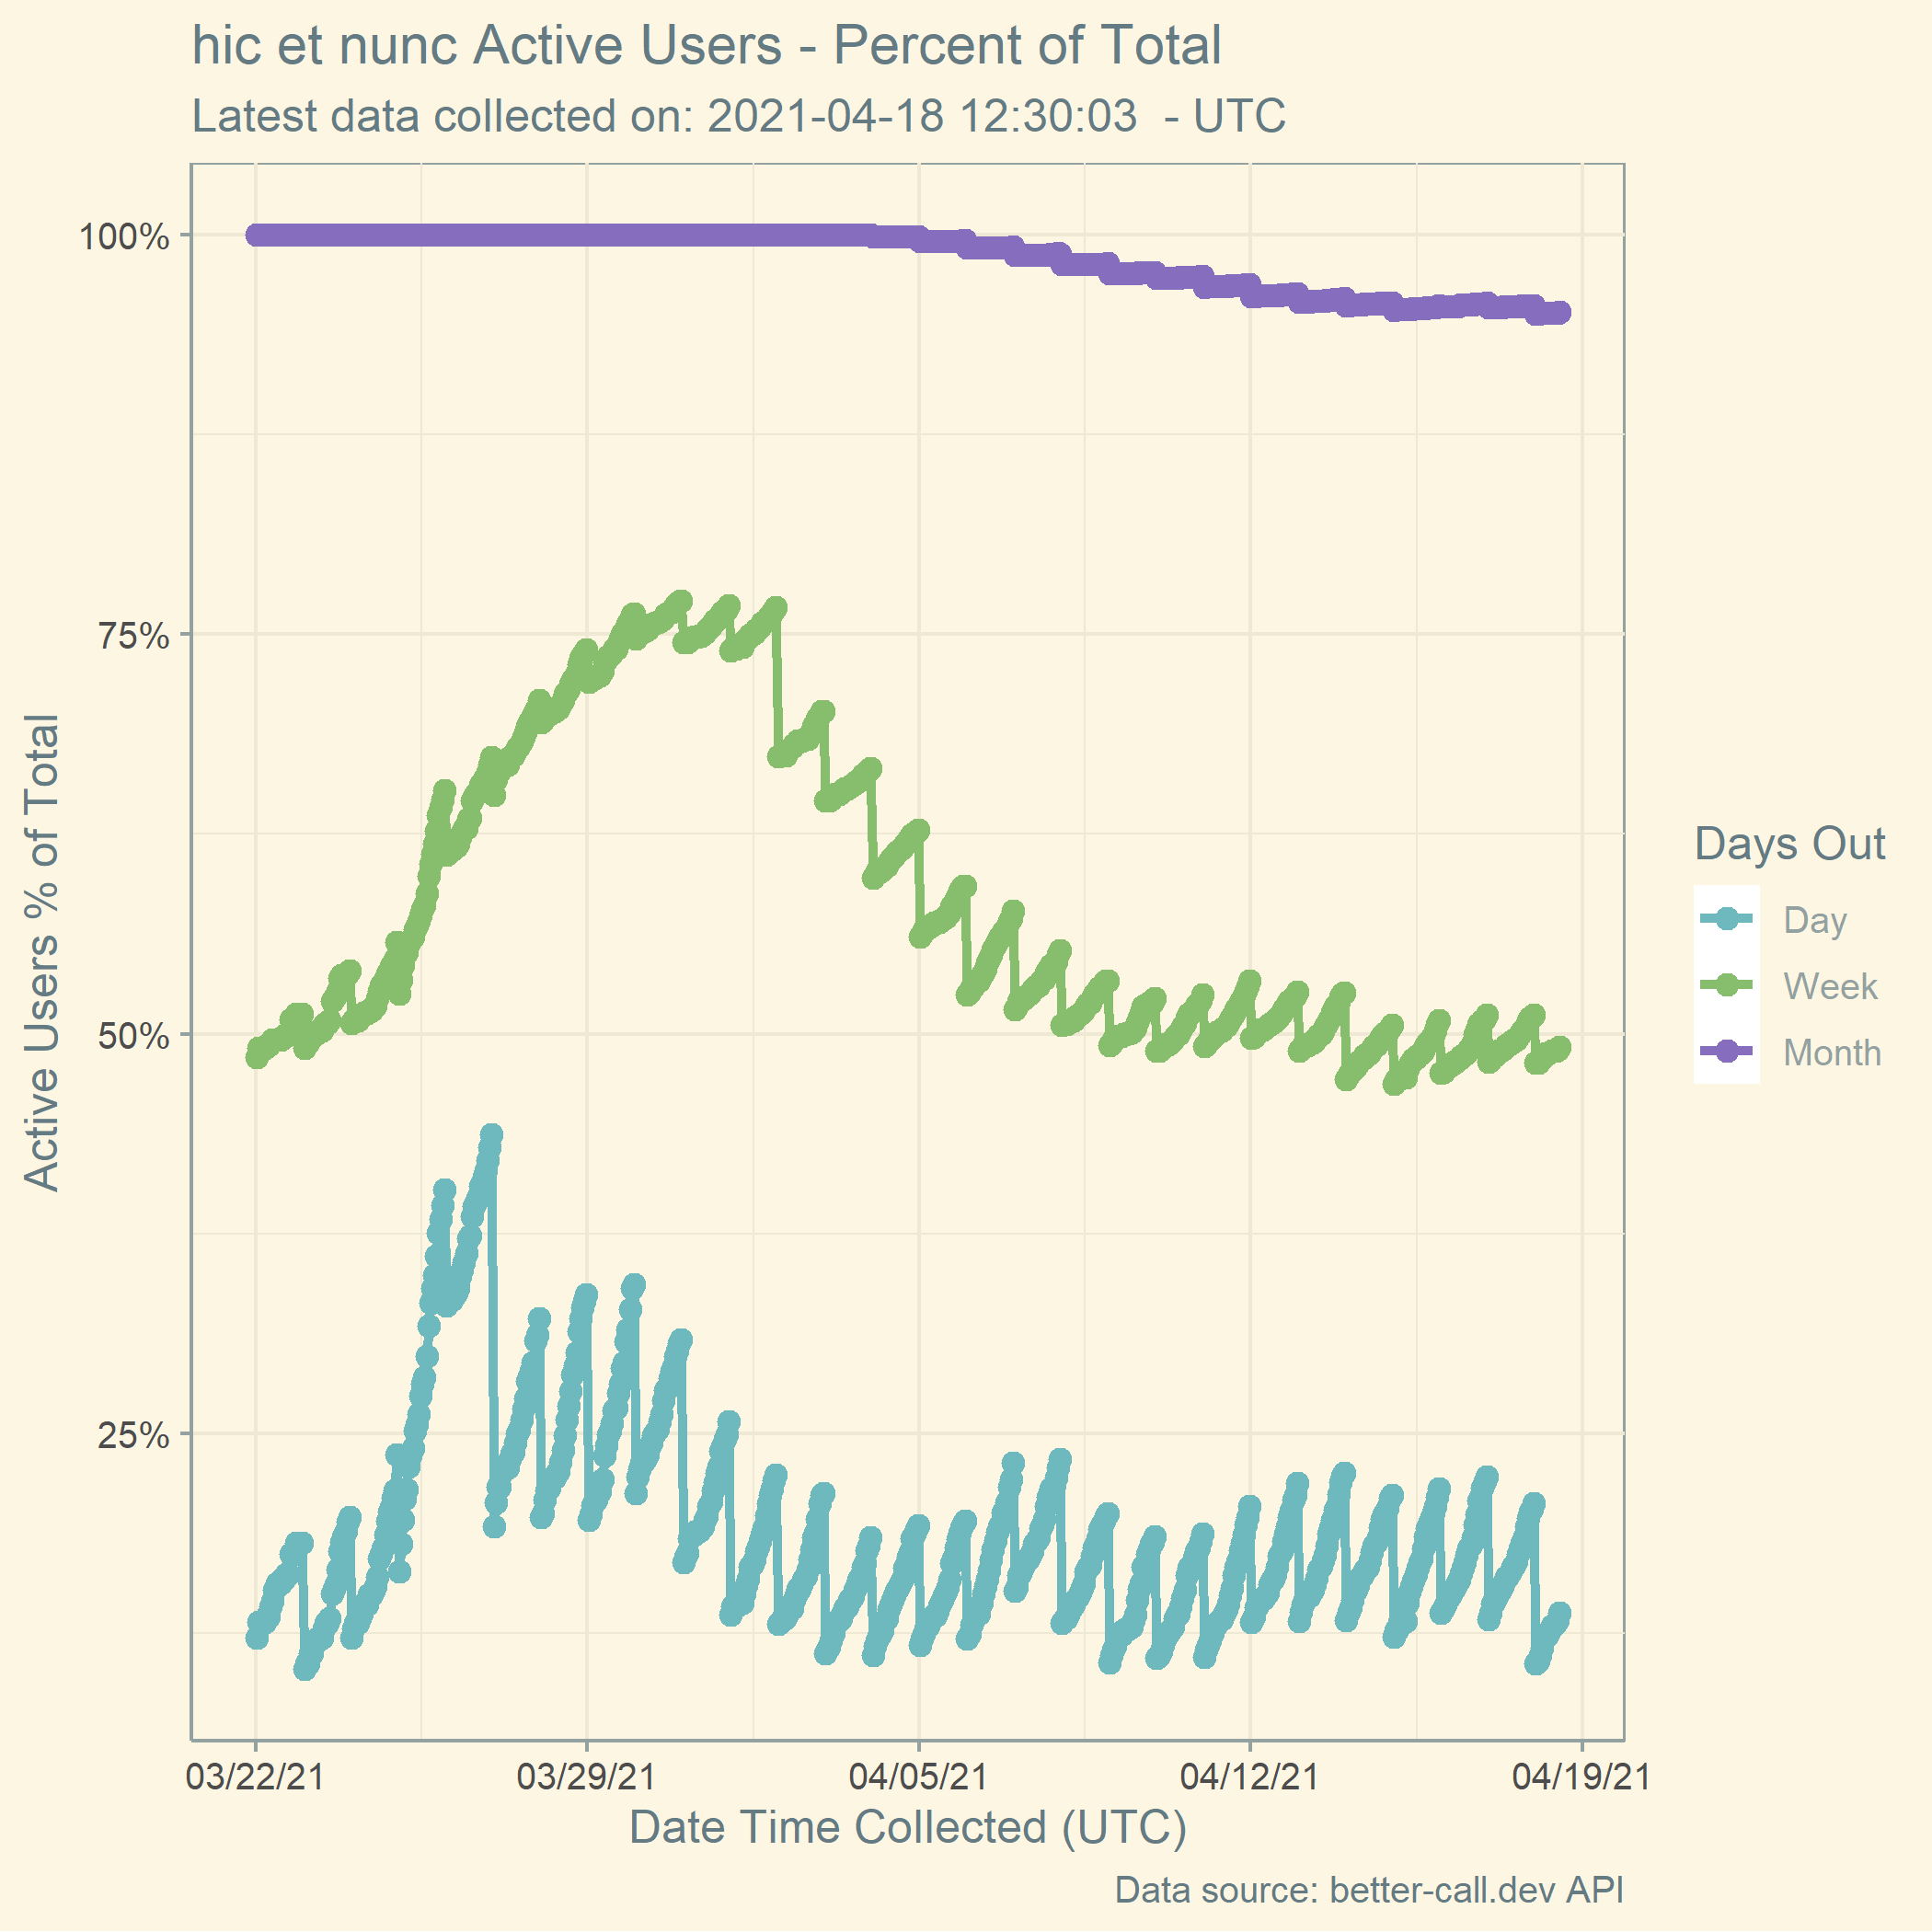 hic et nunc Active Users - Percent of Total
Latest data collected on: 2021-04-18 12:30:03  - UTC
Active Users % of Total
100%
75%
50%
25%
03/22/21
03/29/21
04/05/21
04/12/21
04/19/21
Date Time Collected (UTC)
Days Out
Day
Week
Month
Data source: better-call.dev API